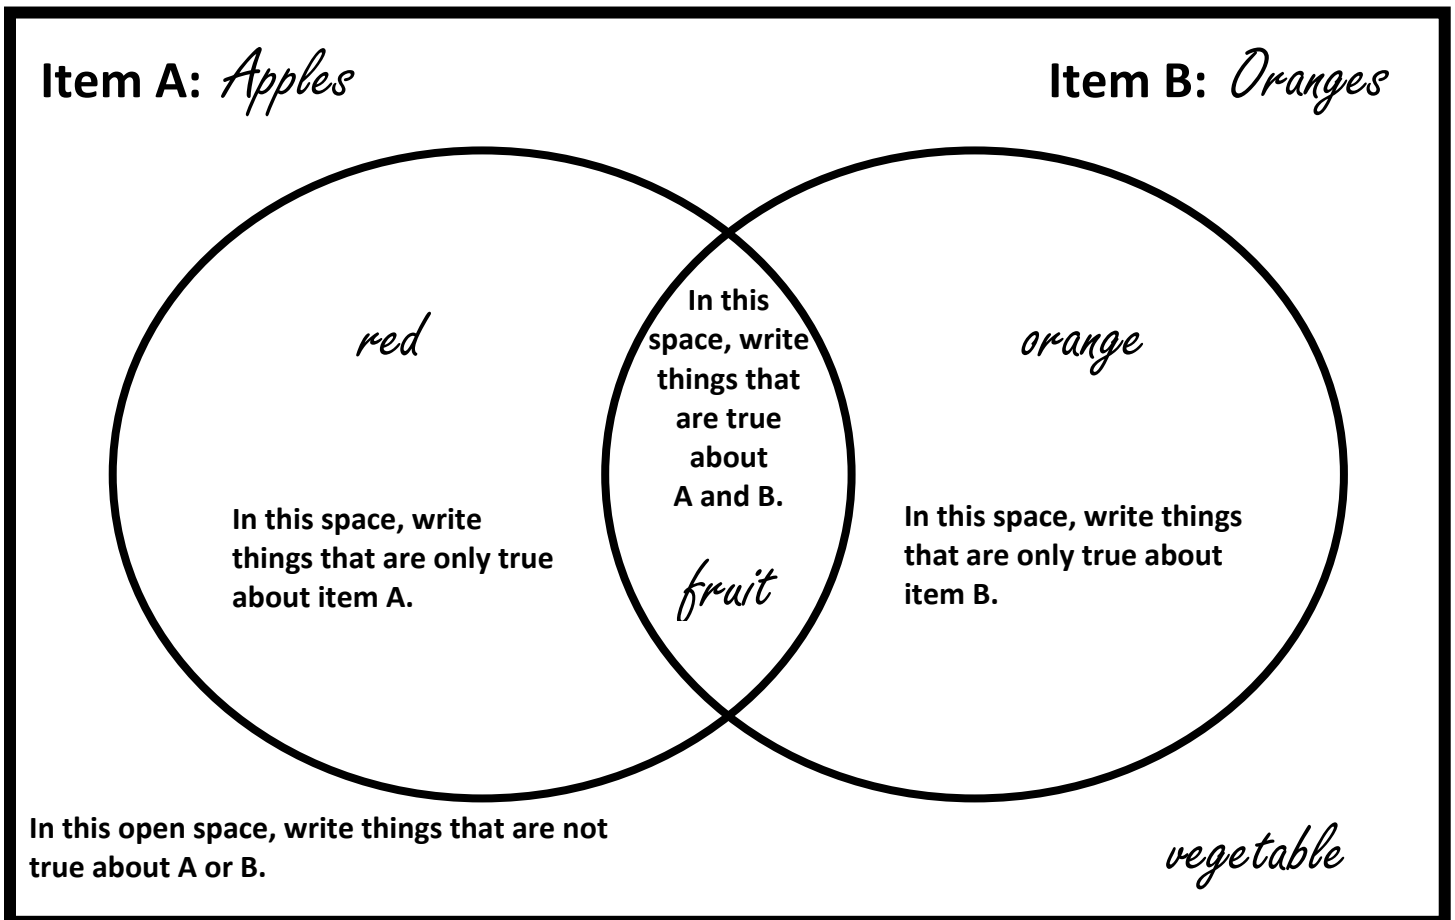 Item A: Apples
Item B: Oranges
red
In this space, write
things that are only true
about item A.
In this
space, write
things that
are true
about
A and B.
fruit
orange
In this space, write things
that are only true about
item B.
In this open space, write things that are not
true about A or B.
vegetable